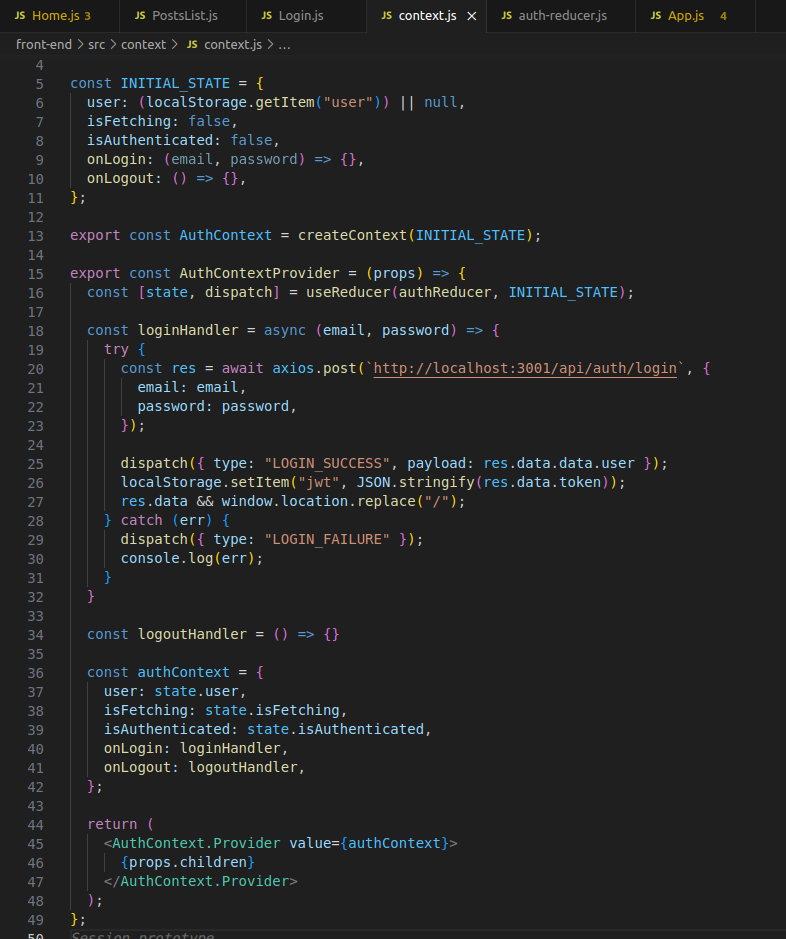 JS Home.js 3 JS PostsList.js JS Login.js JS context.js × JS auth-reducer.js JS App.js 4
front-end > src > context > JS context.js > ...
4
5 const INITIAL_STATE = {
6   user: (localStorage.getItem("user")) || null,
7   isFetching: false,
8   isAuthenticated: false,
9   onLogin: (email, password) => {},
10   onLogout: () => {},
11 };
12
13 export const AuthContext = createContext(INITIAL_STATE);
14
15 export const AuthContextProvider = (props) => {
16   const [state, dispatch] = useReducer(authReducer, INITIAL_STATE);
17
18   const loginHandler = async (email, password) => {
19     try {
20       const res = await axios.post(`http://localhost:3001/api/auth/login`, {
21         email: email,
22         password: password,
23       });
24
25       dispatch({ type: "LOGIN_SUCCESS", payload: res.data.data.user });
26       localStorage.setItem("jwt", JSON.stringify(res.data.token));
27       res.data && window.location.replace("/");
28     } catch (err) {
29       dispatch({ type: "LOGIN_FAILURE" });
30       console.log(err);
31     }
32   }
33
34   const logoutHandler = () => {}
35
36   const authContext = {
37     user: state.user,
38     isFetching: state.isFetching,
39     isAuthenticated: state.isAuthenticated,
40     onLogin: loginHandler,
41     onLogout: logoutHandler,
42   };
43
44   return (
45     <AuthContext.Provider value={authContext}>
46       {props.children}
47     </AuthContext.Provider>
48   );
49 };
50 Session prototype